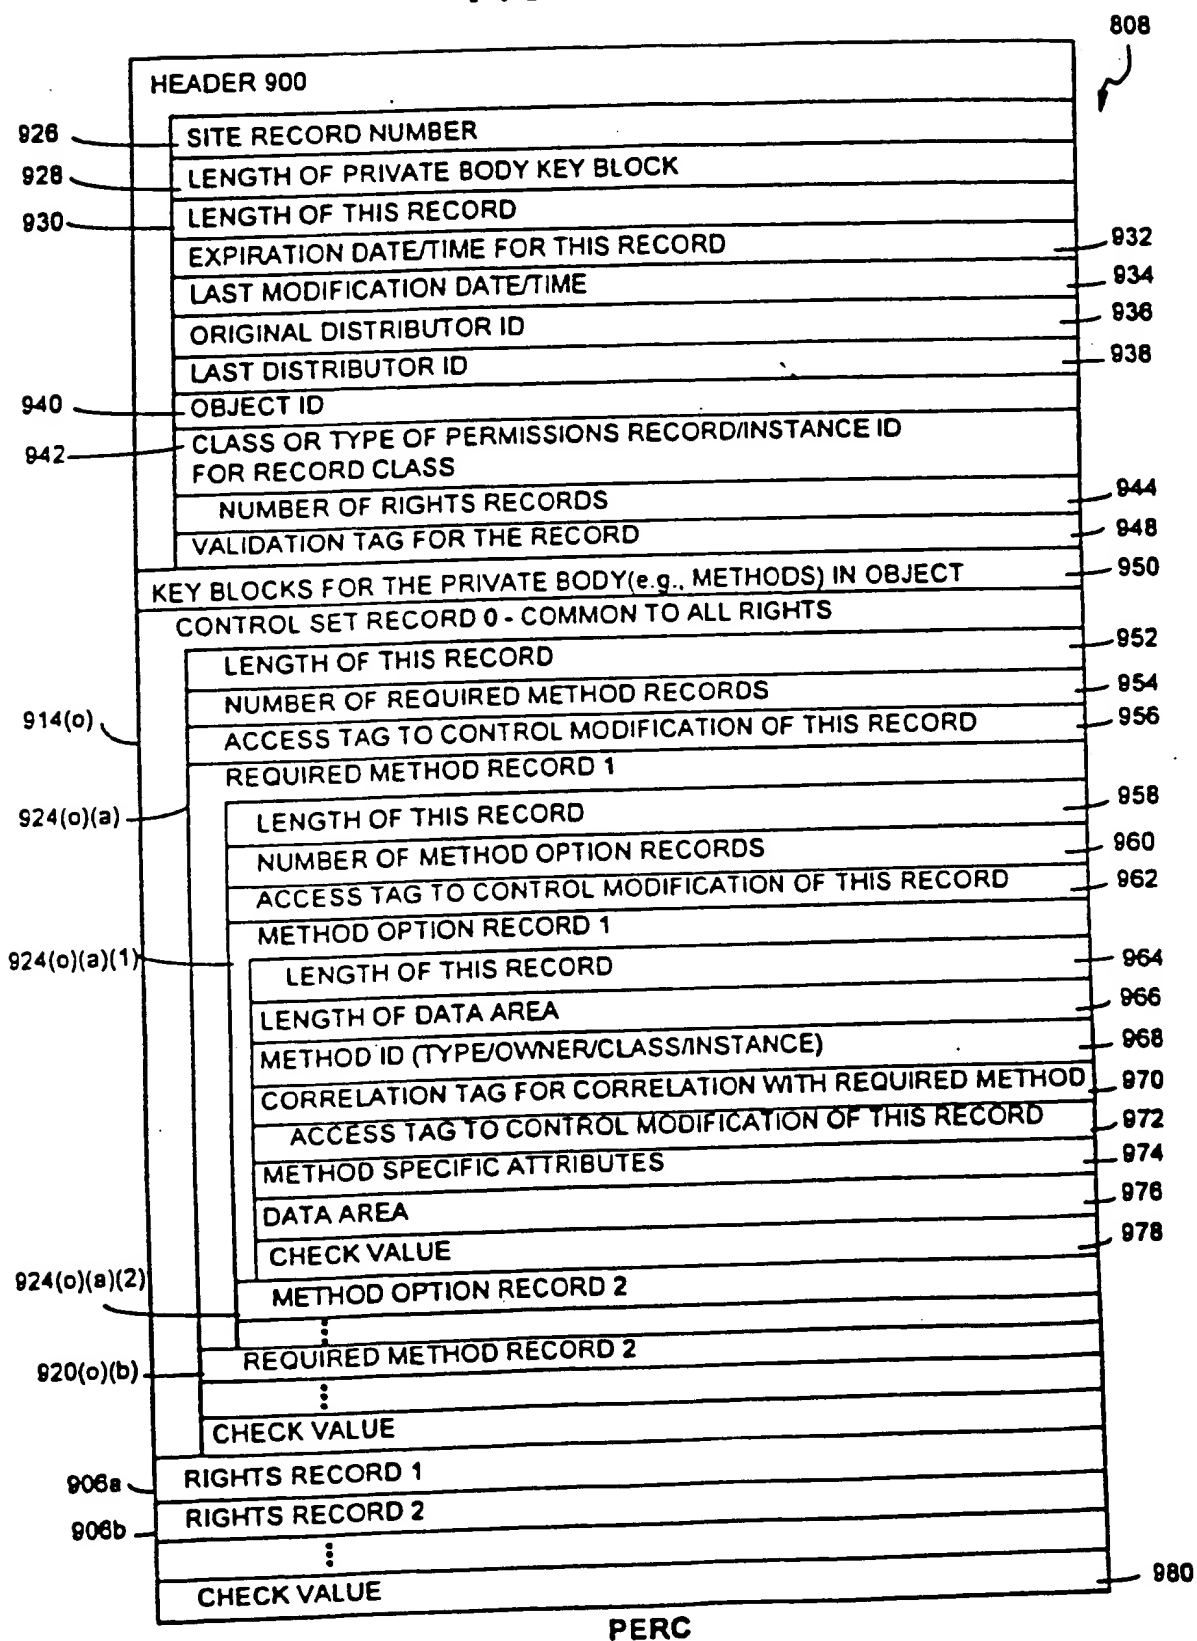 808
HEADER 900
926 SITE RECORD NUMBER
928 LENGTH OF PRIVATE BODY KEY BLOCK
930 LENGTH OF THIS RECORD
EXPIRATION DATE/TIME FOR THIS RECORD 932
LAST MODIFICATION DATE/TIME 934
ORIGINAL DISTRIBUTOR ID 936
LAST DISTRIBUTOR ID 938
940 OBJECT ID
942 CLASS OR TYPE OF PERMISSIONS RECORD/INSTANCE ID
FOR RECORD CLASS
NUMBER OF RIGHTS RECORDS 944
VALIDATION TAG FOR THE RECORD 948
KEY BLOCKS FOR THE PRIVATE BODY(e.g., METHODS) IN OBJECT 950
CONTROL SET RECORD 0 - COMMON TO ALL RIGHTS
LENGTH OF THIS RECORD 952
NUMBER OF REQUIRED METHOD RECORDS 954
914(o) ACCESS TAG TO CONTROL MODIFICATION OF THIS RECORD 956
REQUIRED METHOD RECORD 1
924(o)(a) LENGTH OF THIS RECORD 958
NUMBER OF METHOD OPTION RECORDS 960
ACCESS TAG TO CONTROL MODIFICATION OF THIS RECORD 962
METHOD OPTION RECORD 1
924(o)(a)(1) LENGTH OF THIS RECORD 964
LENGTH OF DATA AREA 966
METHOD ID (TYPE/OWNER/CLASS/INSTANCE) 968
CORRELATION TAG FOR CORRELATION WITH REQUIRED METHOD 970
ACCESS TAG TO CONTROL MODIFICATION OF THIS RECORD 972
METHOD SPECIFIC ATTRIBUTES 974
DATA AREA 976
CHECK VALUE 978
924(o)(a)(2) METHOD OPTION RECORD 2
920(o)(b) REQUIRED METHOD RECORD 2
CHECK VALUE
906a RIGHTS RECORD 1
906b RIGHTS RECORD 2
CHECK VALUE 980
PERC